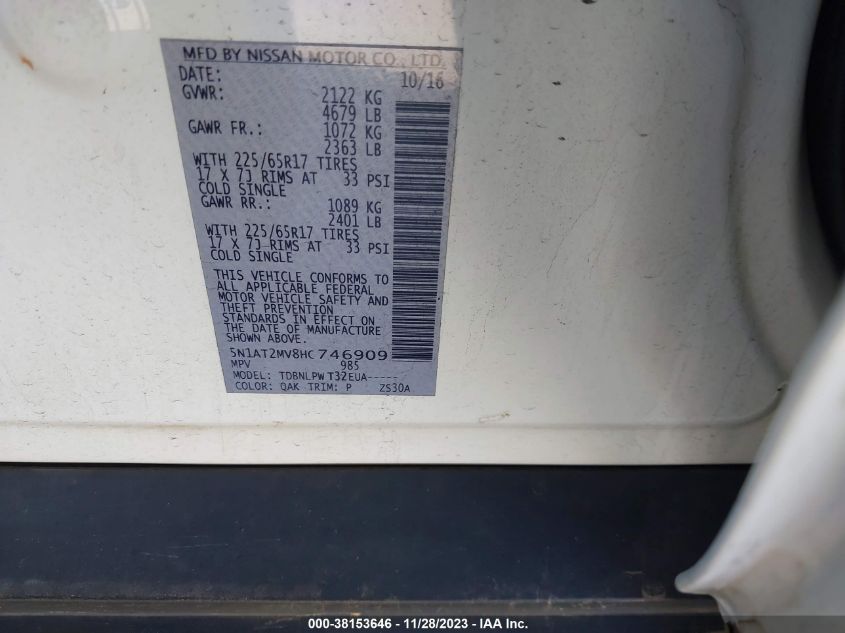 MFD BY NISSAN MOTOR CO., LTD.
DATE: 10/16
GVWR: 2122 KG
4679 LB
GAWR FR.: 1072 KG
2363 LB
WITH 225/65R17 TIRES
17 X 7J RIMS AT 33 PSI
COLD SINGLE
GAWR RR.: 1089 KG
2401 LB
WITH 225/65R17 TIRES
17 X 7J RIMS AT 33 PSI
COLD SINGLE
THIS VEHICLE CONFORMS TO
ALL APPLICABLE FEDERAL
MOTOR VEHICLE SAFETY AND
THEFT PREVENTION
STANDARDS IN EFFECT ON
THE DATE OF MANUFACTURE
SHOWN ABOVE.
5N1AT2MV8HC746909
MPV 985
MODEL: TDBNLPW T32EUA-----
COLOR: QAK TRIM: P ZS30A
000-38153646 - 11/28/2023 - IAA Inc.